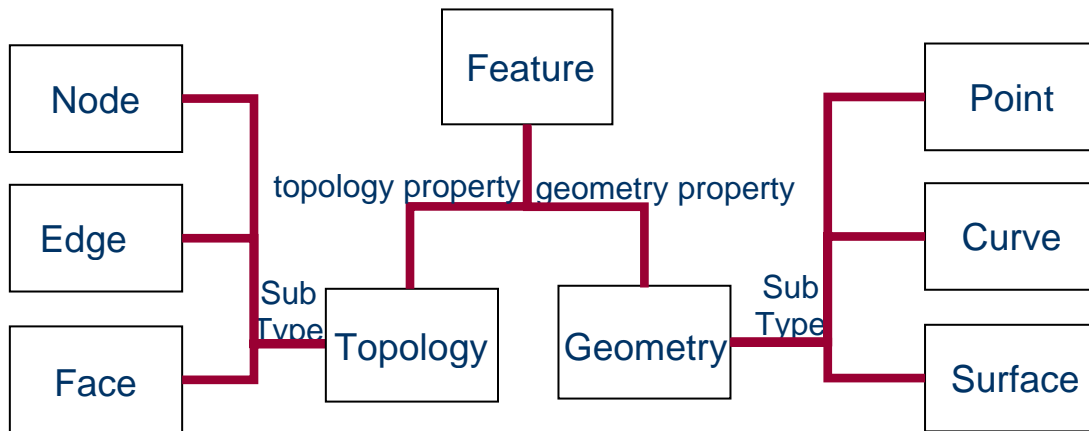 Feature
Node
Point
topology property
geometry property
Edge
Curve
Sub
Type
Sub
Type
Topology
Geometry
Face
Surface